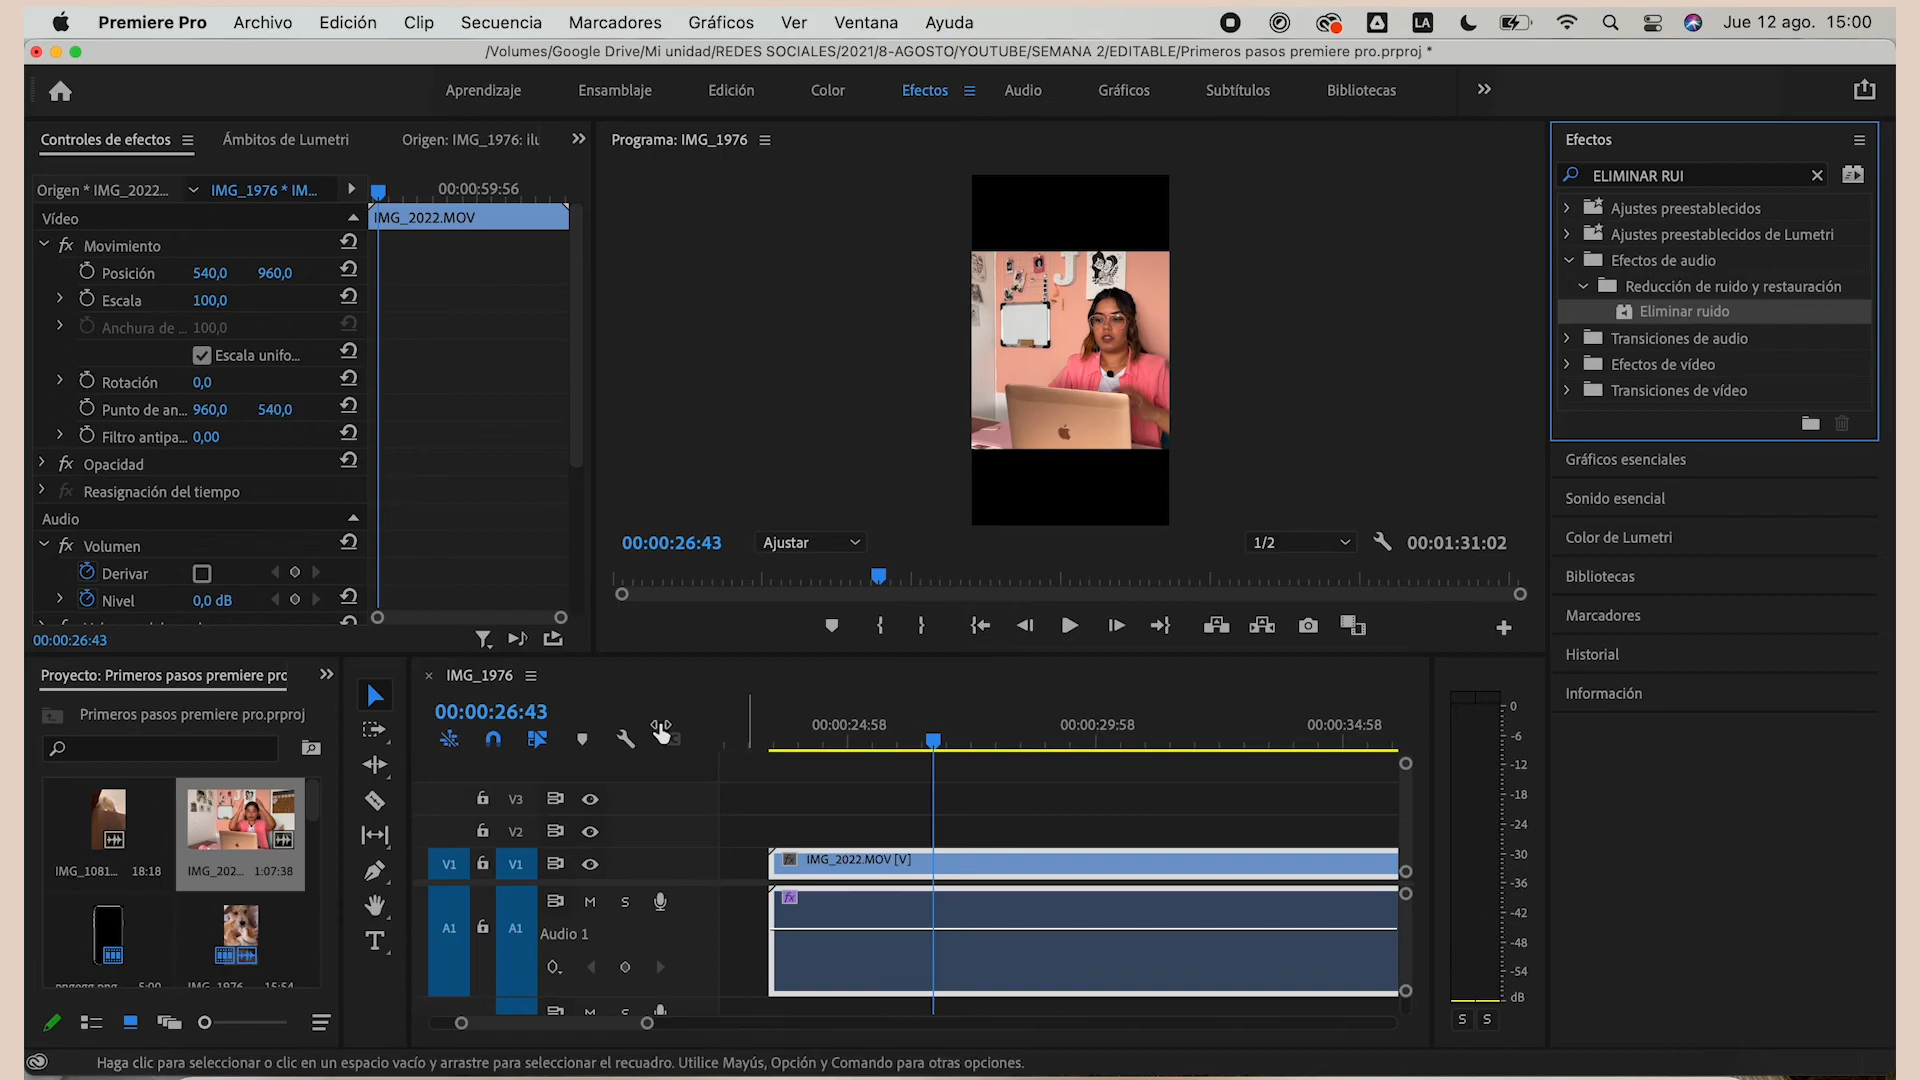 Premiere Pro Archivo Edición Clip Secuencia Marcadores Gráficos Ver Ventana Ayuda LA Jue 12 ago. 15:00
/Volumes/Google Drive/Mi unidad/REDES SOCIALES/2021/8-AGOSTO/YOUTUBE/SEMANA 2/EDITABLE/Primeros pasos premiere pro.prproj *
Aprendizaje Ensamblaje Edición Color Efectos Audio Gráficos Subtítulos Bibliotecas
Controles de efectos Ámbitos de Lumetri Origen: IMG_1976: ilu
Origen * IMG_2022... IMG_1976 * IM... 00:00:59:56
Vídeo IMG_2022.MOV
fx Movimiento
Posición 540,0 960,0
Escala 100,0
Anchura de ... 100,0
Escala unifo...
Rotación 0,0
Punto de an... 960,0 540,0
Filtro antipa... 0,00
fx Opacidad
fx Reasignación del tiempo
Audio
fx Volumen
Derivar
Nivel 0,0 dB
00:00:26:43
Programa: IMG_1976
00:00:26:43 Ajustar 1/2 00:01:31:02
Efectos
ELIMINAR RUI
Ajustes preestablecidos
Ajustes preestablecidos de Lumetri
Efectos de audio
Reducción de ruido y restauración
Eliminar ruido
Transiciones de audio
Efectos de vídeo
Transiciones de vídeo
Gráficos esenciales
Sonido esencial
Color de Lumetri
Bibliotecas
Marcadores
Historial
Información
Proyecto: Primeros pasos premiere pro
Primeros pasos premiere pro.prproj
IMG_1081... 18:18 IMG_202... 1:07:38
pngegg.png 5:00 IMG_1976 15:54
IMG_1976
00:00:26:43
00:00:24:58 00:00:29:58 00:00:34:58
V3
V2
V1 V1 fx IMG_2022.MOV [V]
M S fx
A1 A1 Audio 1
M S
0
-6
-12
-18
-24
-30
-36
-42
-48
-54
dB
S S
Haga clic para seleccionar o clic en un espacio vacío y arrastre para seleccionar el recuadro. Utilice Mayús, Opción y Comando para otras opciones.